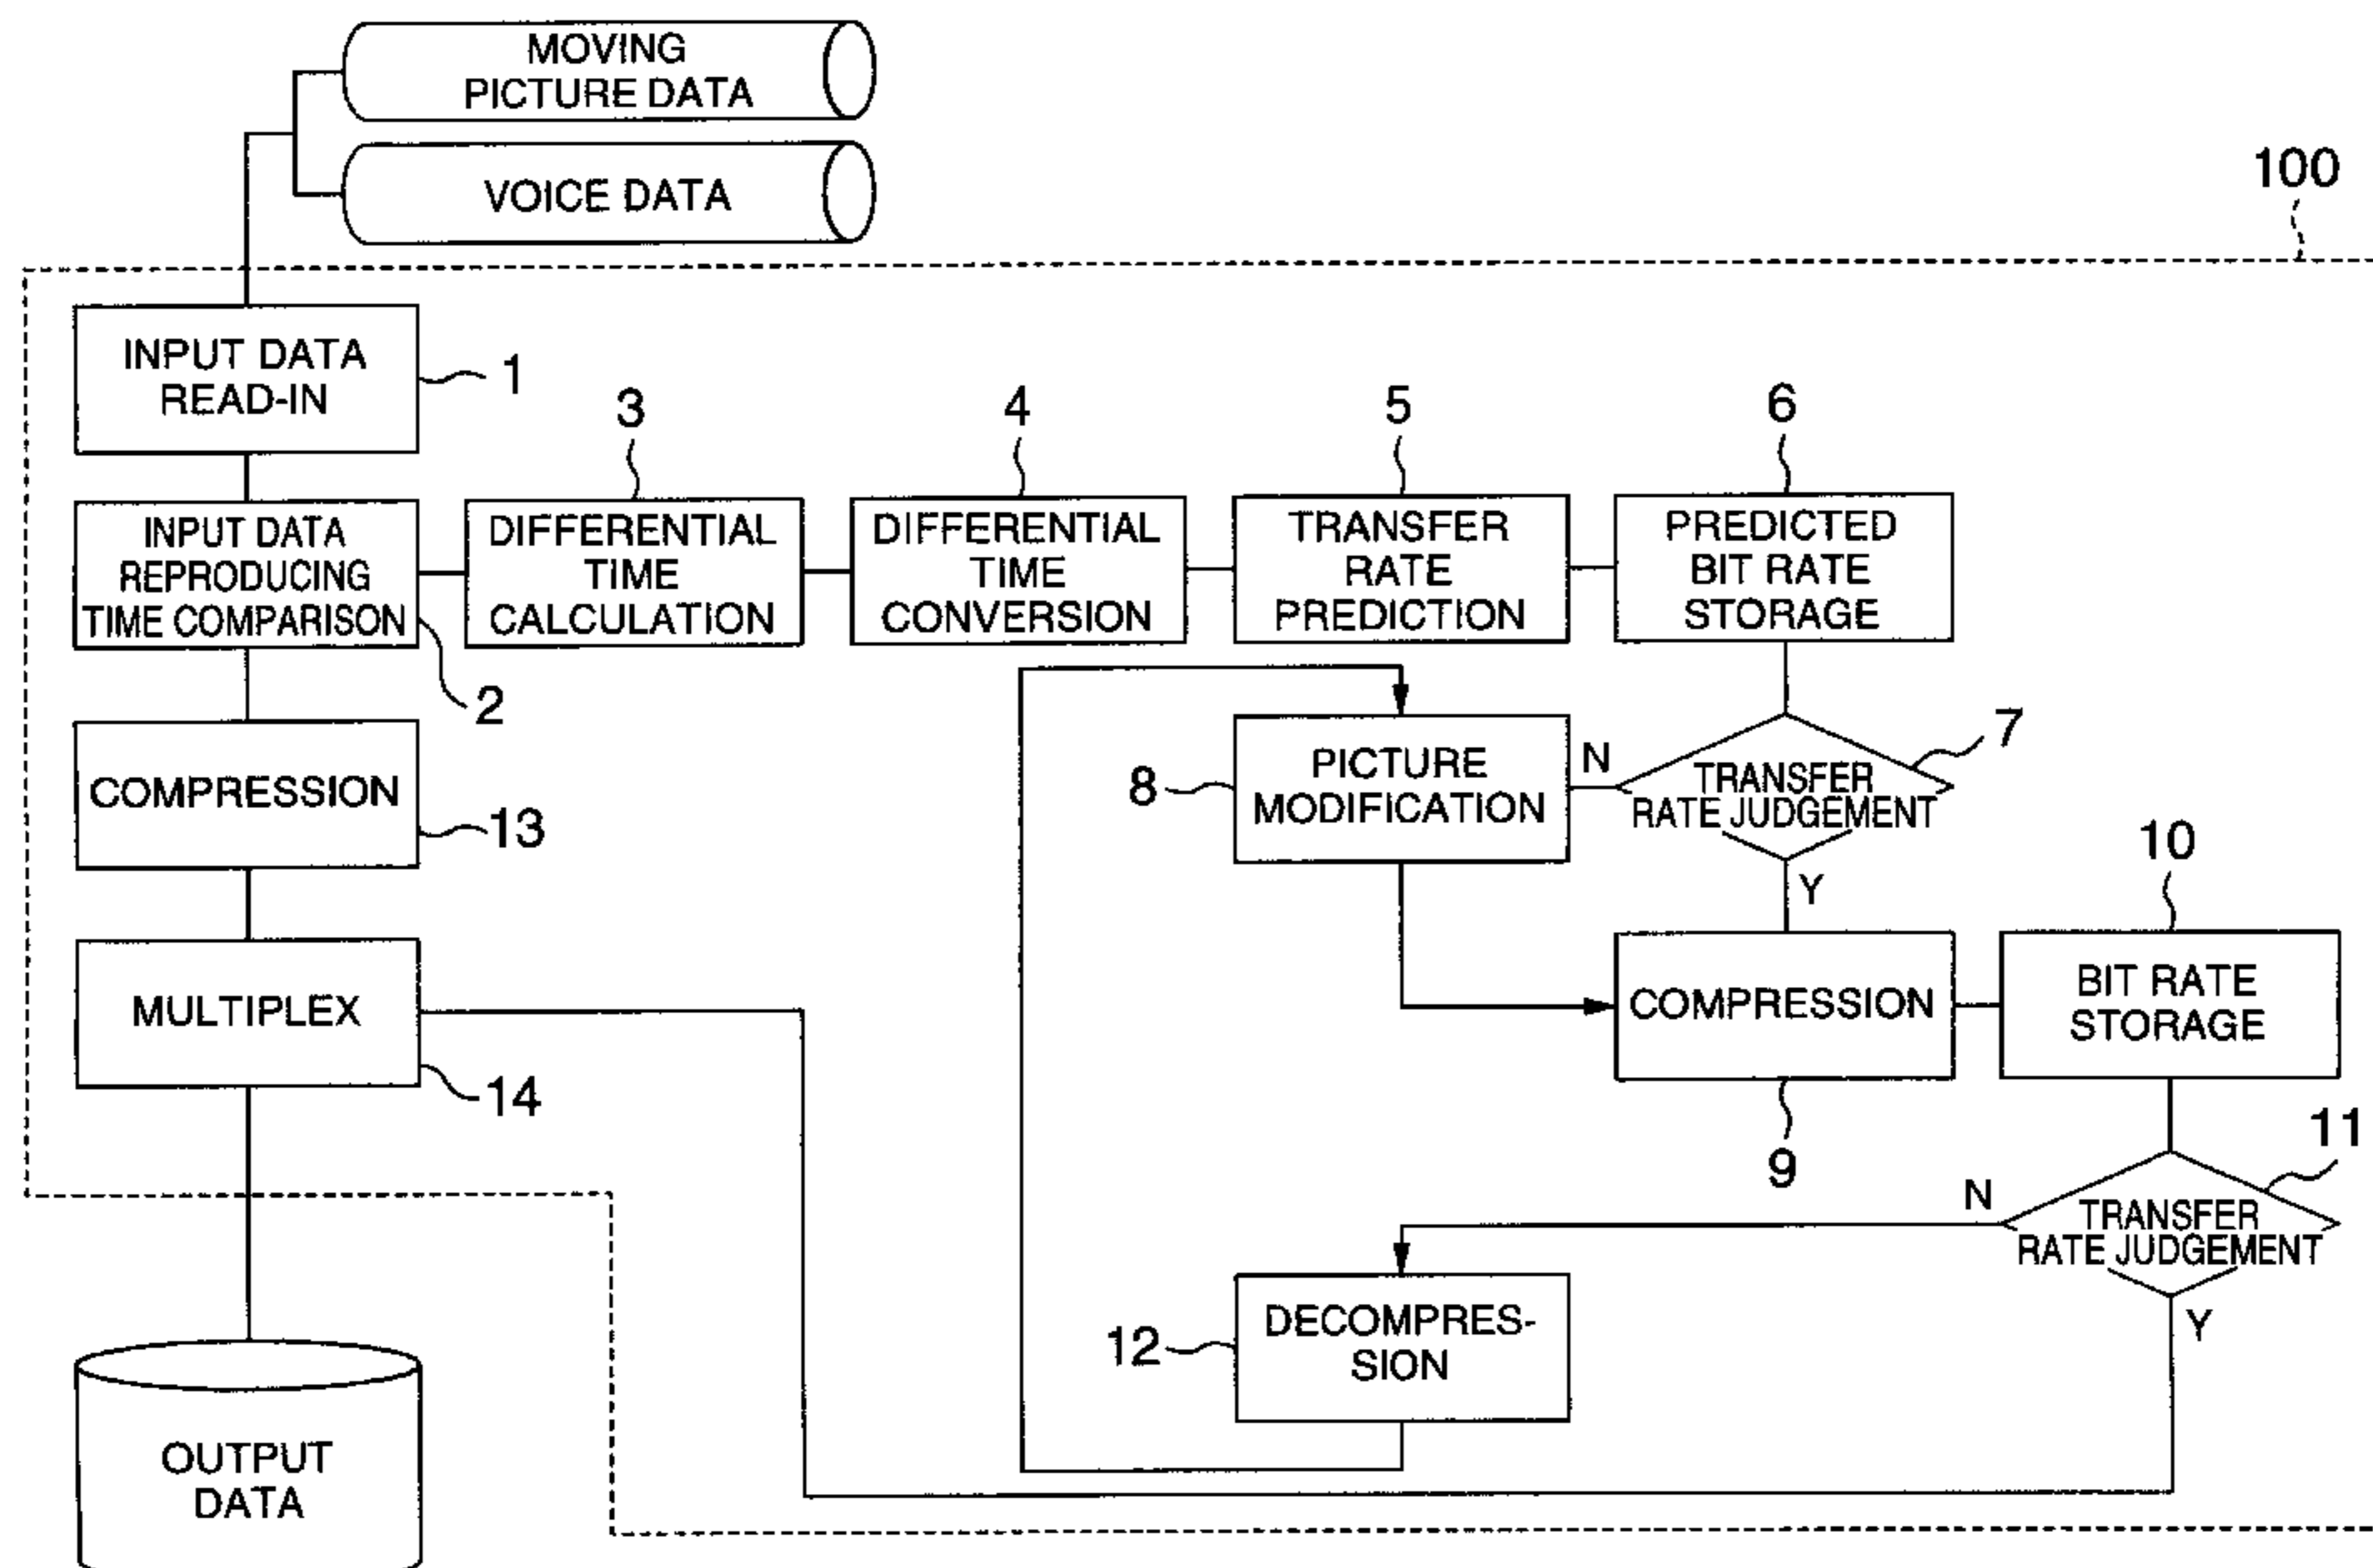 MOVING
PICTURE DATA
VOICE DATA
100
INPUT DATA
READ-IN
1
3
4
5
6
INPUT DATA
REPRODUCING
TIME COMPARISON
2
DIFFERENTIAL
TIME
CALCULATION
DIFFERENTIAL
TIME
CONVERSION
TRANSFER
RATE
PREDICTION
PREDICTED
BIT RATE
STORAGE
COMPRESSION
13
8
PICTURE
MODIFICATION
N
TRANSFER
RATE JUDGEMENT
7
Y
10
MULTIPLEX
14
COMPRESSION
9
BIT RATE
STORAGE
11
N
TRANSFER
RATE JUDGEMENT
Y
12
DECOMPRES-
SION
OUTPUT
DATA